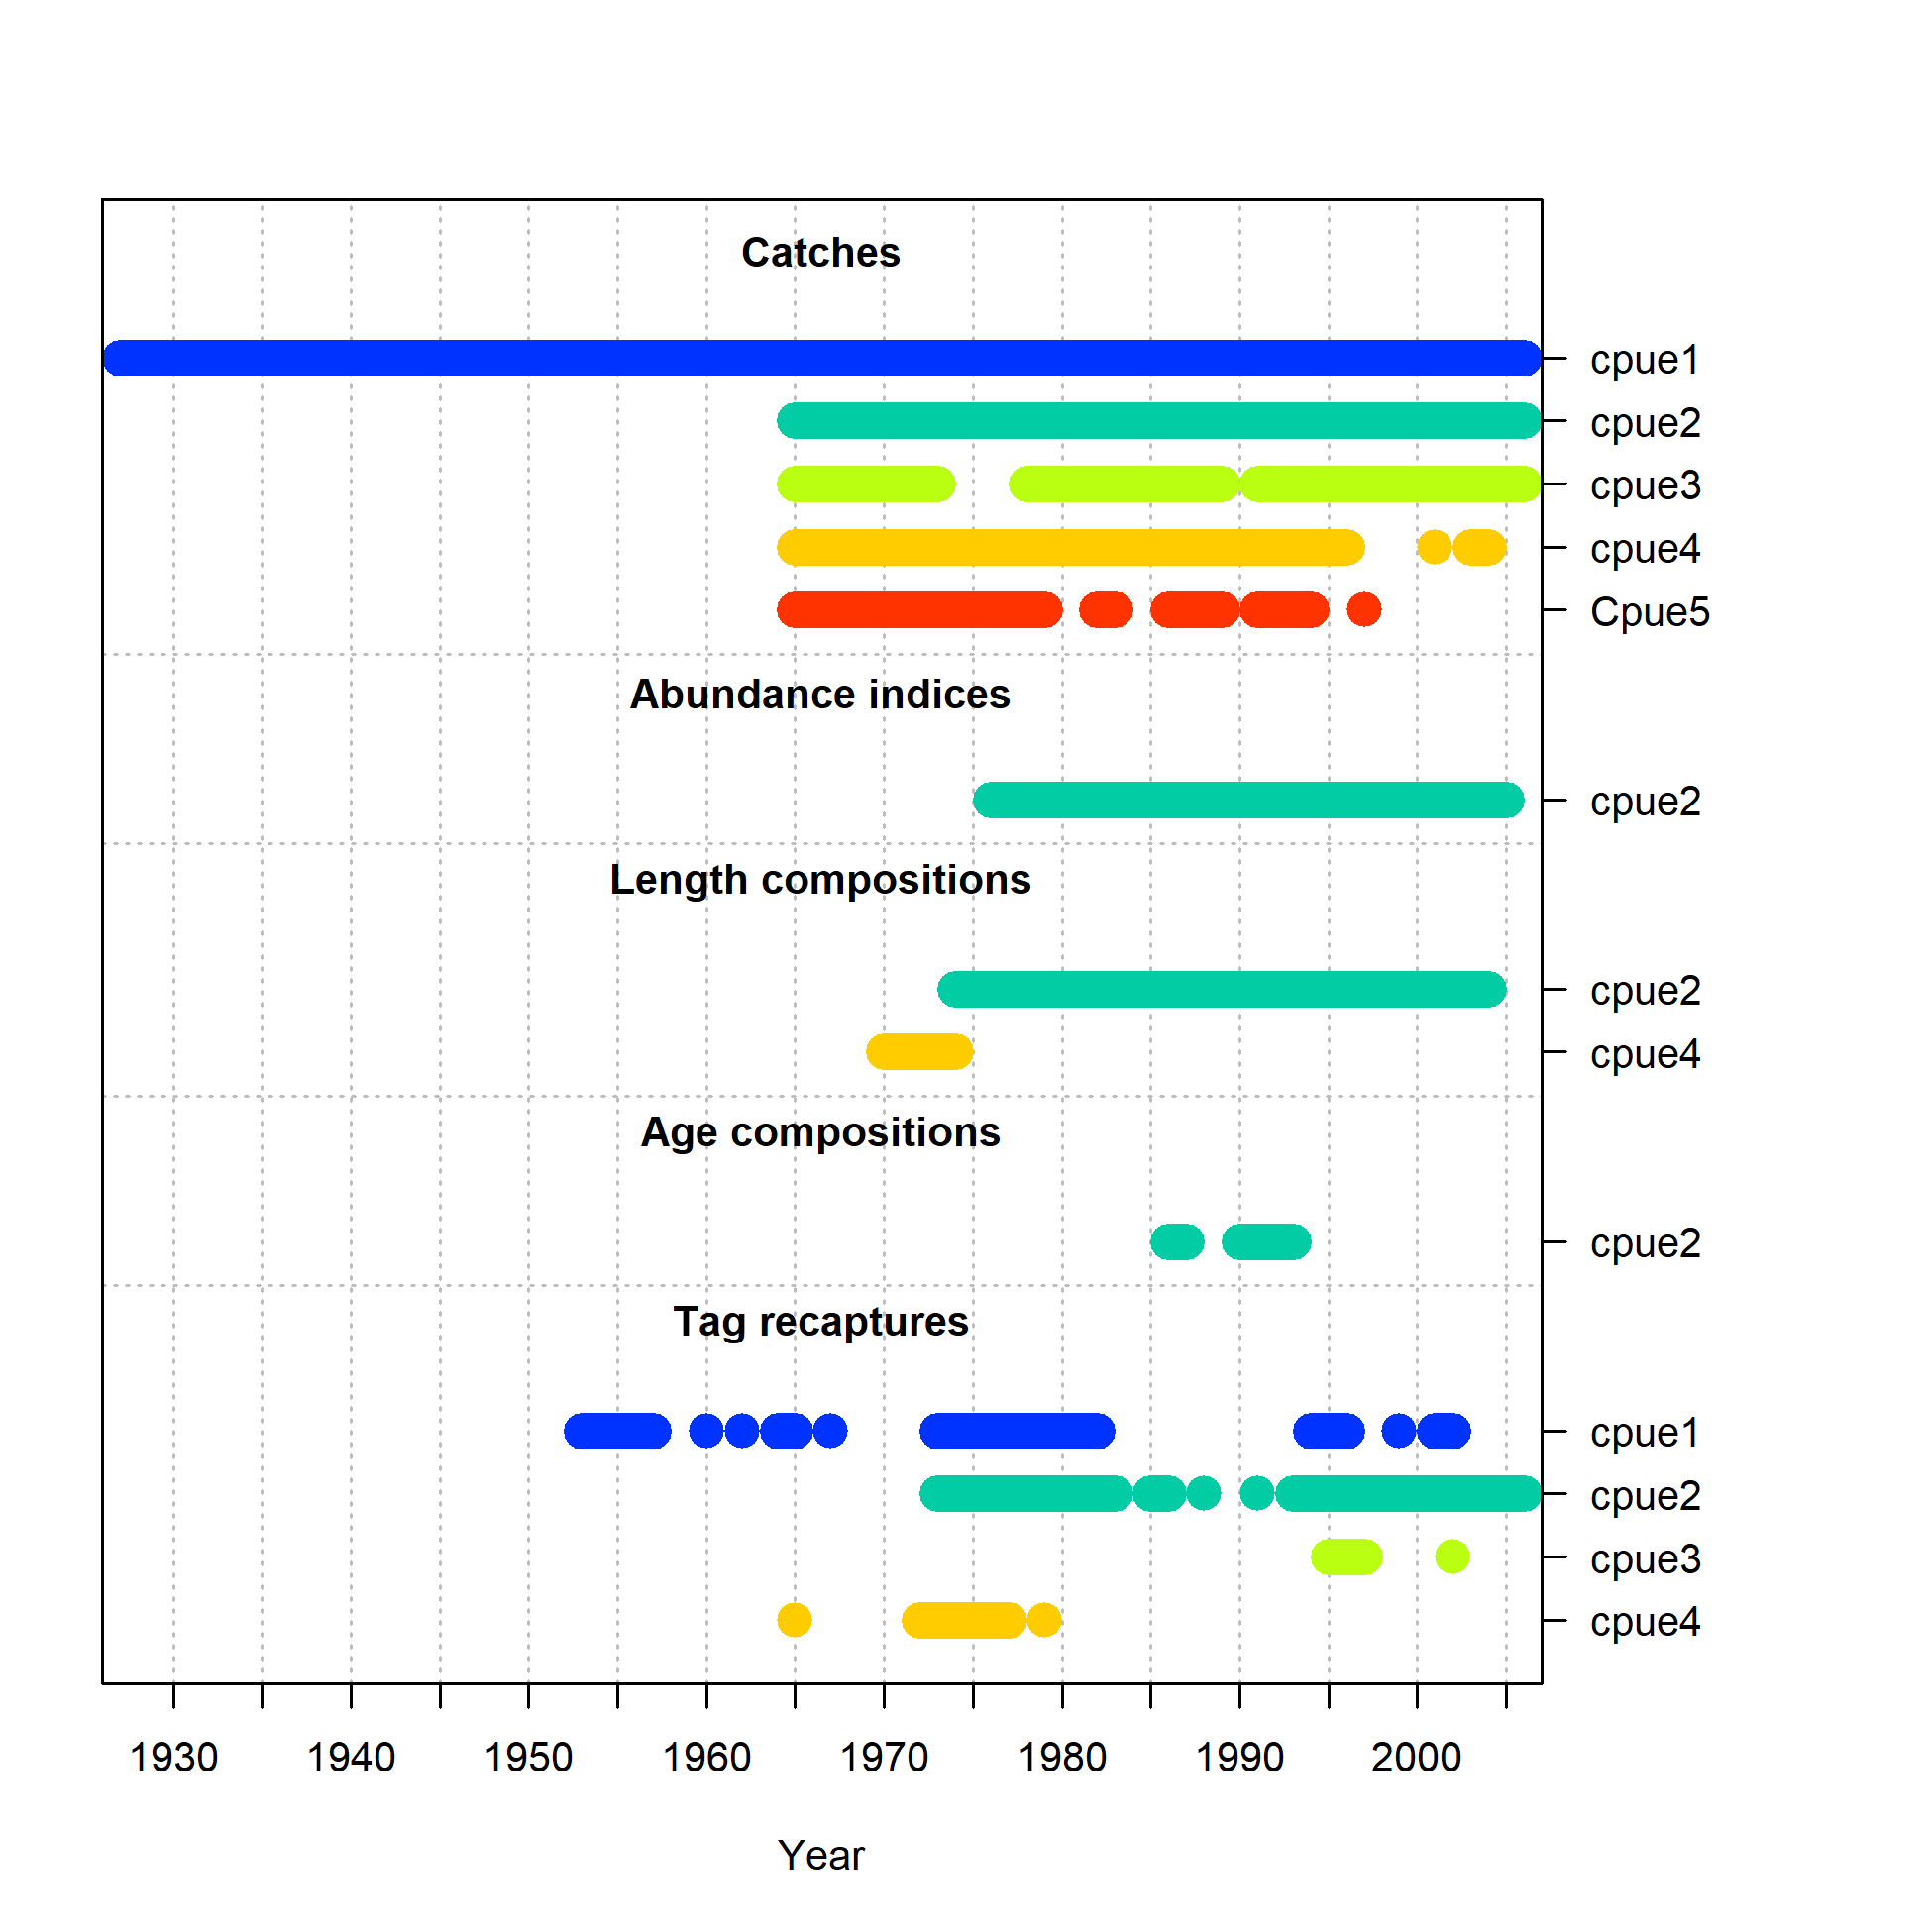 Catches
cpue1
cpue2
cpue3
cpue4
Cpue5
Abundance indices
cpue2
Length compositions
cpue2
cpue4
Age compositions
cpue2
Tag recaptures
cpue1
cpue2
cpue3
cpue4
1930 1940 1950 1960 1970 1980 1990 2000
Year